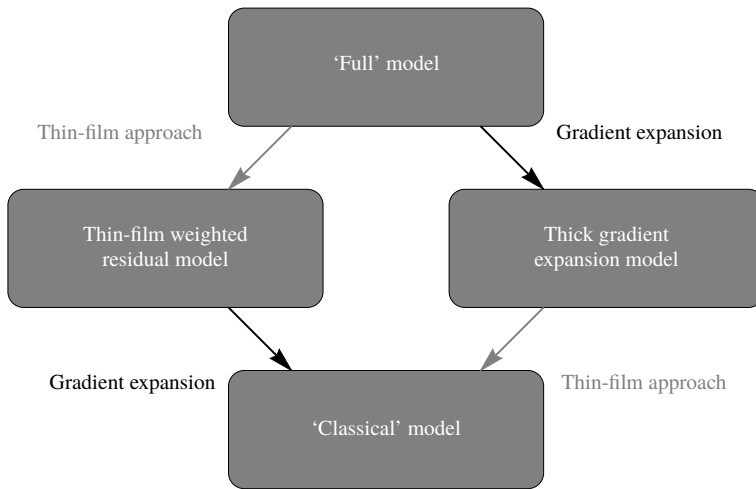 ‘Full’ model
Thin-film approach
Gradient expansion
Thin-film weighted
residual model
Thick gradient
expansion model
Gradient expansion
Thin-film approach
‘Classical’ model